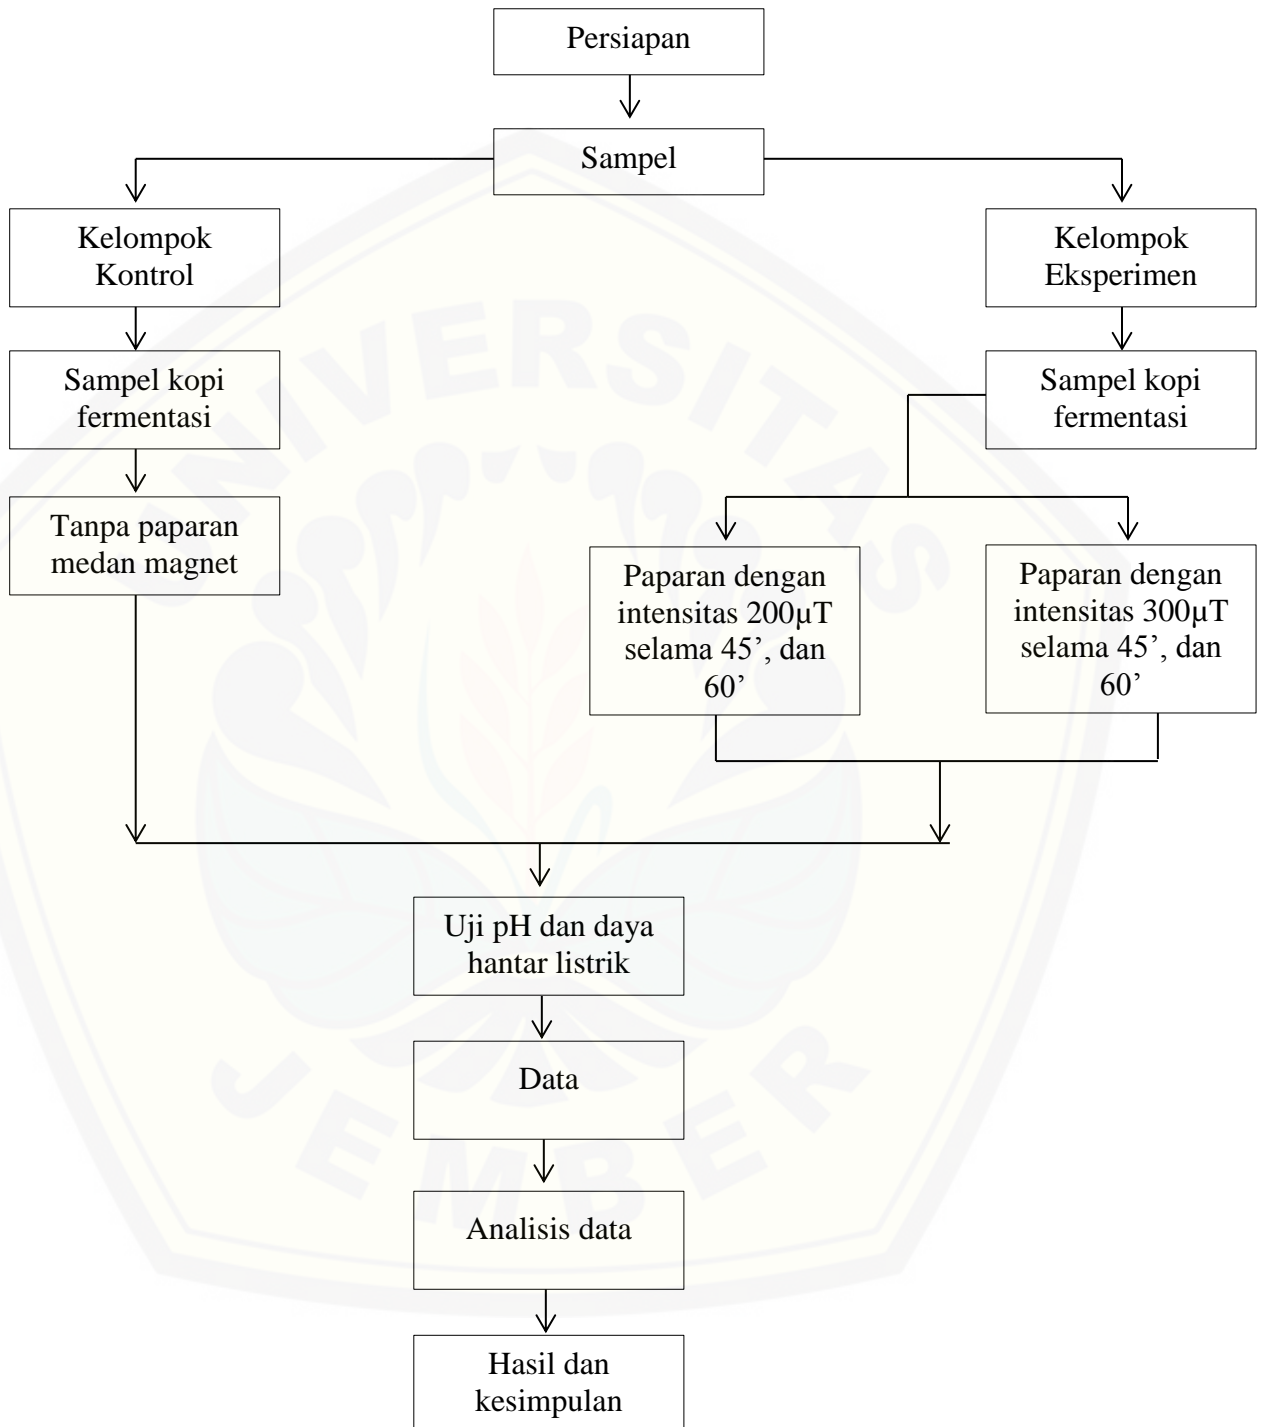 Persiapan
Sampel
Kelompok
Kontrol
Kelompok
Eksperimen
Sampel kopi
fermentasi
Sampel kopi
fermentasi
Tanpa paparan
medan magnet
Paparan dengan
intensitas 200µT
selama 45’, dan
60’
Paparan dengan
intensitas 300µT
selama 45’, dan
60’
Uji pH dan daya
hantar listrik
Data
Analisis data
Hasil dan
kesimpulan
UNIVERSITAS
JEMBER